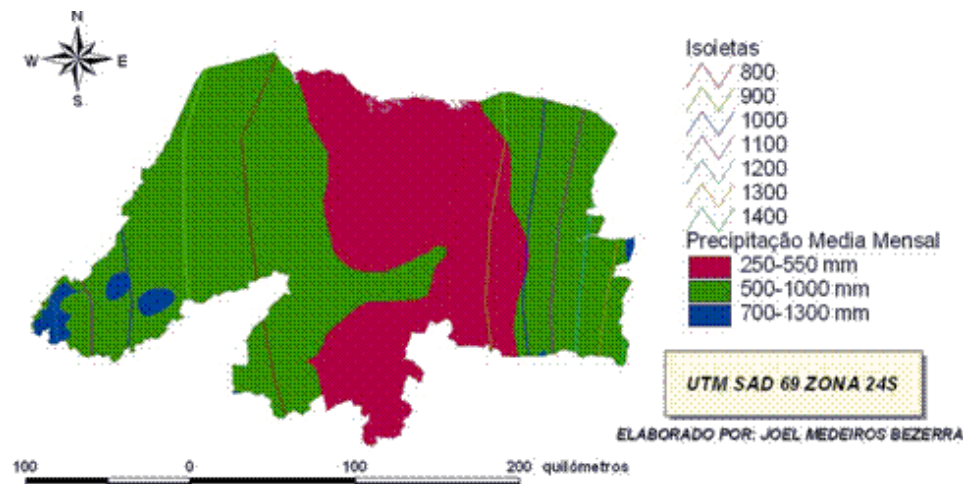 N
W E
S
Isoietas
800
900
1000
1100
1200
1300
1400
Precipitação Media Mensal
250-550 mm
500-1000 mm
700-1300 mm
UTM SAD 69 ZONA 24S
ELABORADO POR: JOEL MEDEIROS BEZERRA
100 0 100 200 quilómetros